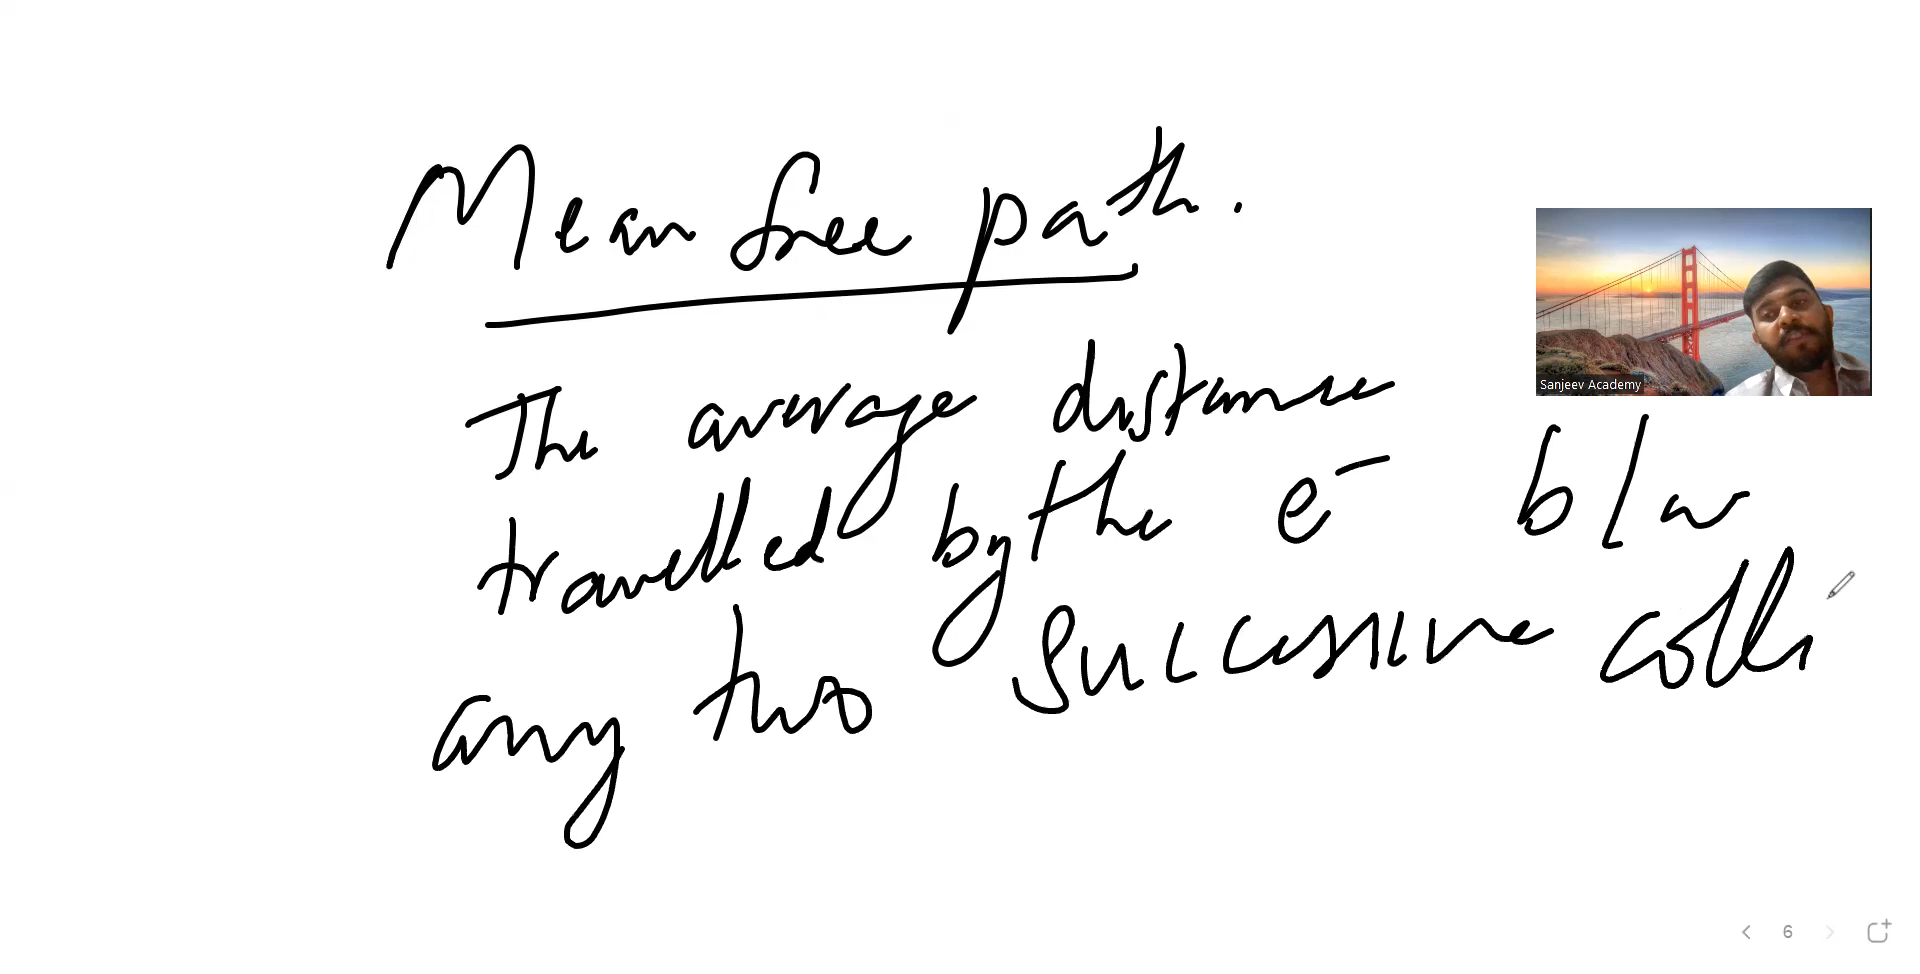 Mean free path.
The average distance
travelled by the e⁻ b/w
any two successive colli
Sanjeev Academy
6